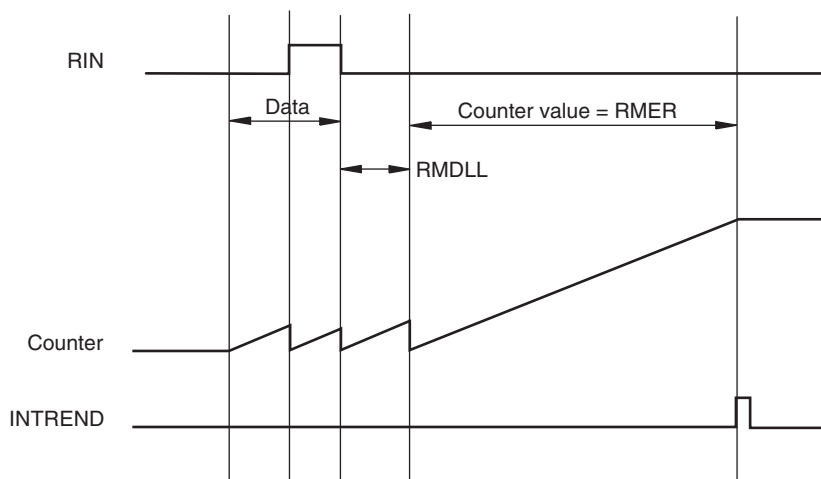 RIN
Data
Counter value = RMER
RMDLL
Counter
INTREND